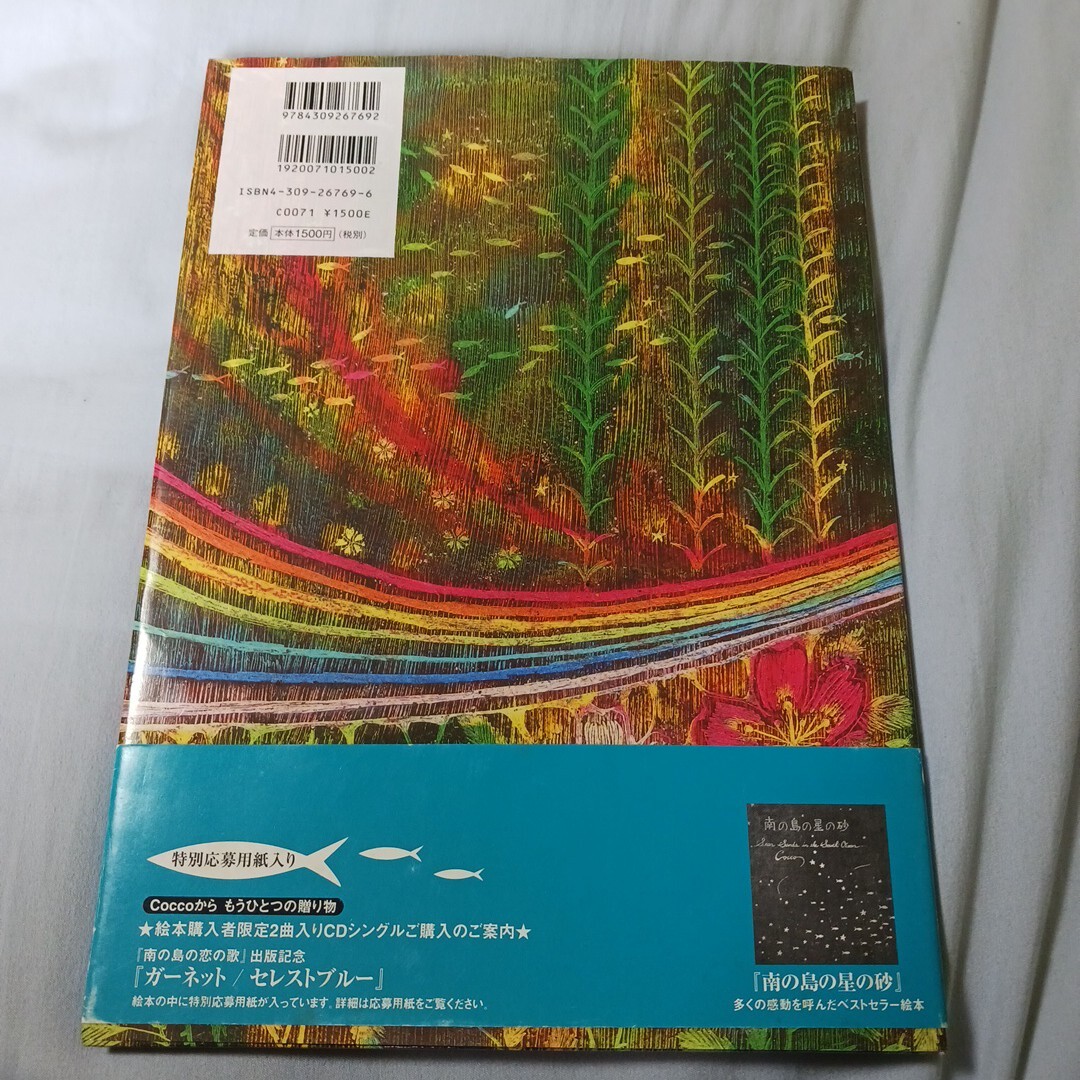 9784309267692
1920071015002
ISBN4-309-26769-6
C0071 ¥1500E
定価 本体1500円 (税別)
特別応募用紙入り
Coccoから もうひとつの贈り物
★絵本購入者限定2曲入りCDシングルご購入のご案内★
『南の島の恋の歌』出版記念
『ガーネット / セレストブルー』
絵本の中に特別応募用紙が入っています。詳細は応募用紙をご覧ください。
南の島の星の砂
Star Sands in the South Ocean
Cocco
『南の島の星の砂』
多くの感動を呼んだベストセラー絵本